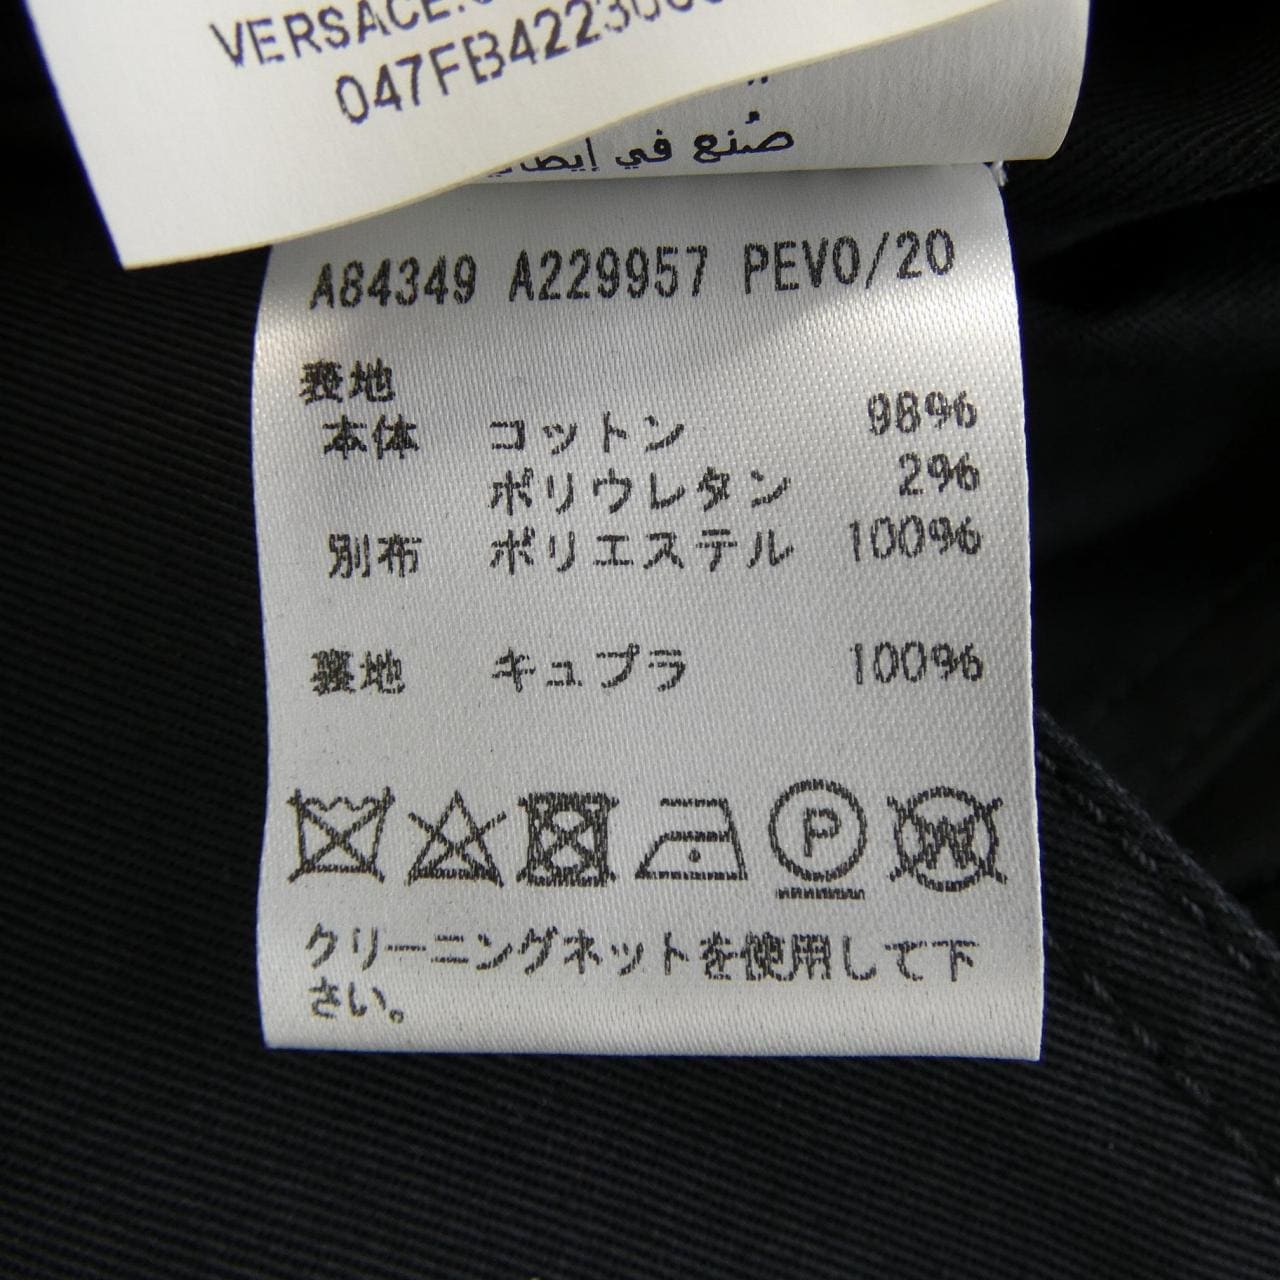 VERSACE.
047FB4223
صُنع في إيطاليا
A84349 A229957 PEVO/20
表地
本体 コットン 98%
ポリウレタン 2%
別布 ポリエステル 100%
裏地 キュプラ 100%
P W
クリーニングネットを使用して下
さい。